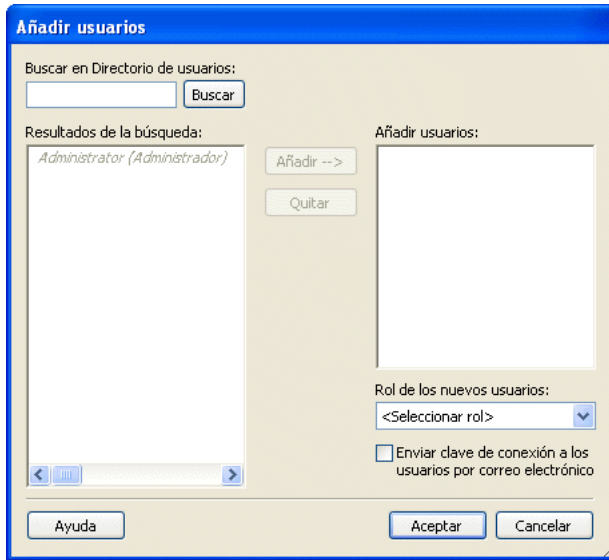 Añadir usuarios
Buscar en Directorio de usuarios:
Buscar
Resultados de la búsqueda:
Añadir usuarios:
Administrator (Administrador)
Añadir -->
Quitar
Rol de los nuevos usuarios:
<Seleccionar rol>
Enviar clave de conexión a los
usuarios por correo electrónico
Ayuda
Aceptar
Cancelar